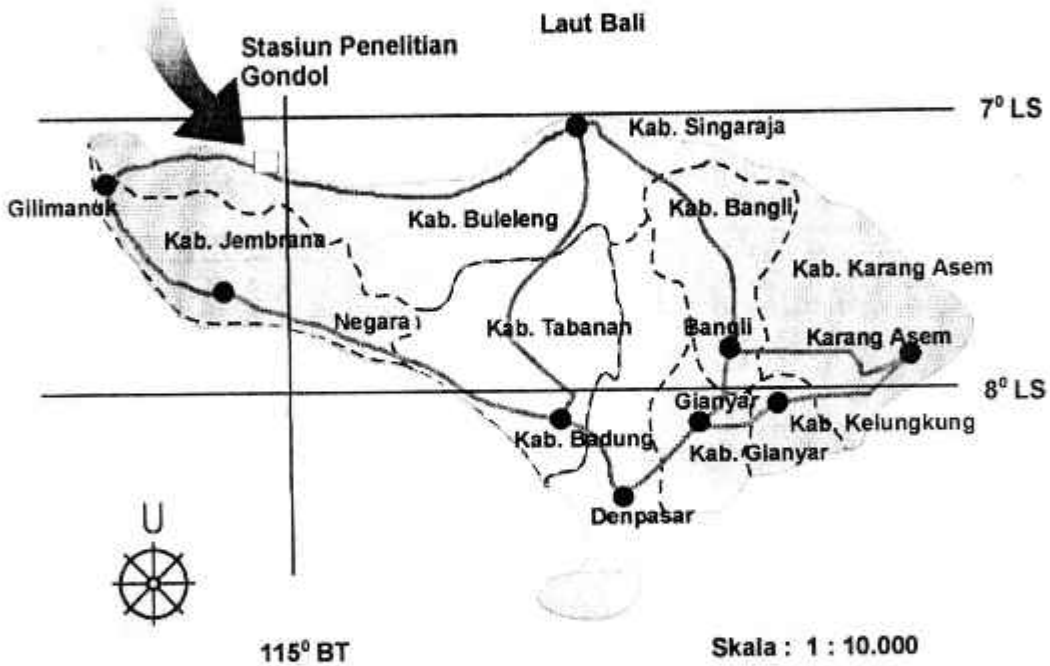 Laut Bali
Stasiun Penelitian
Gondol
7⁰ LS
Kab. Singaraja
Gilimanuk
Kab. Buleleng
Kab. Bangli
Kab. Jembrana
Kab. Karang Asem
Negara
Kab. Tabanan
Bangli
Karang Asem
8⁰ LS
Gianyar
Kab. Badung
Kab. Kelungkung
Kab. Gianyar
Denpasar
U
115⁰ BT
Skala : 1 : 10.000